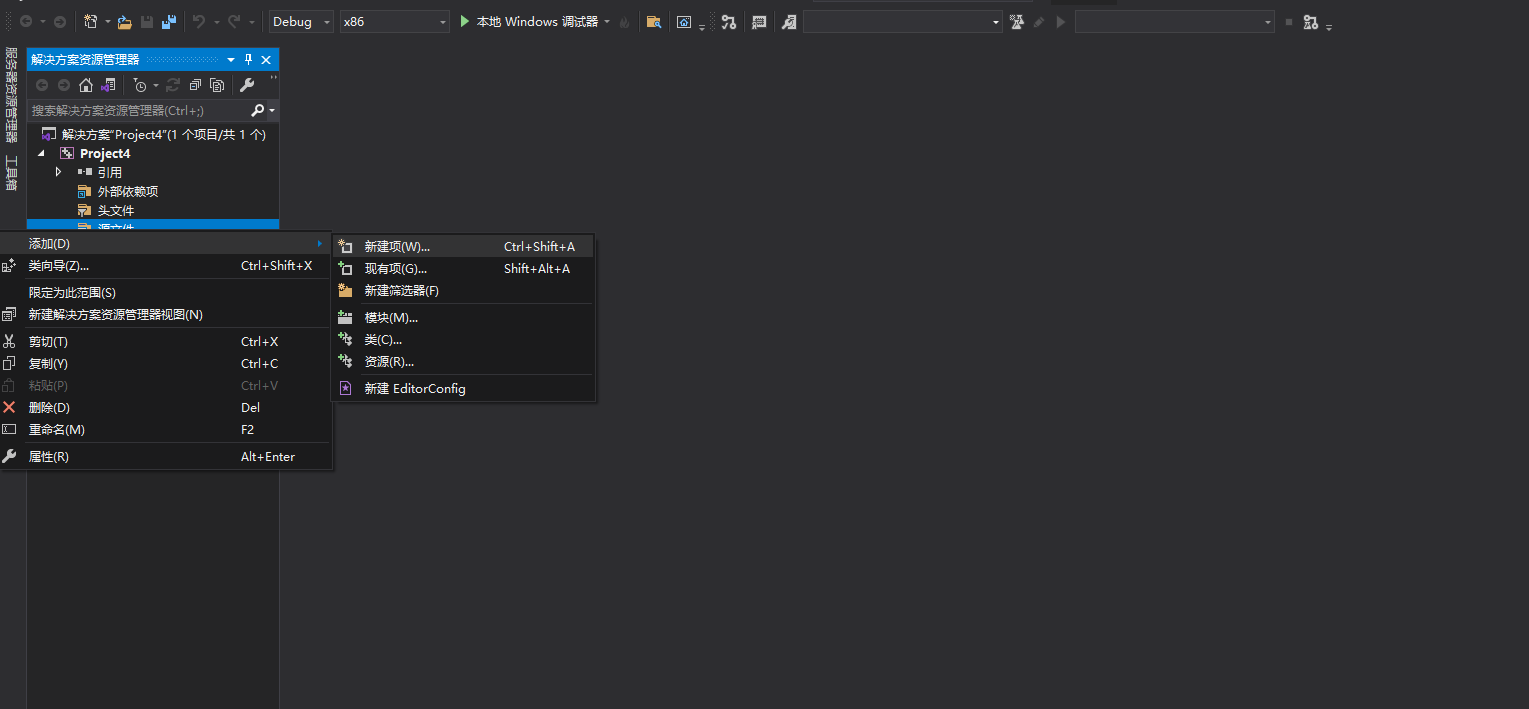 Debug x86 本地 Windows 调试器
服务器资源管理器
工具箱
解决方案资源管理器
搜索解决方案资源管理器(Ctrl+;)
解决方案"Project4"(1 个项目/共 1 个)
Project4
引用
外部依赖项
头文件
源文件
添加(D)
类向导(Z)... Ctrl+Shift+X
限定为此范围(S)
新建解决方案资源管理器视图(N)
剪切(T) Ctrl+X
复制(Y) Ctrl+C
粘贴(P) Ctrl+V
删除(D) Del
重命名(M) F2
属性(R) Alt+Enter
新建项(W)... Ctrl+Shift+A
现有项(G)... Shift+Alt+A
新建筛选器(F)
模块(M)...
类(C)...
资源(R)...
新建 EditorConfig